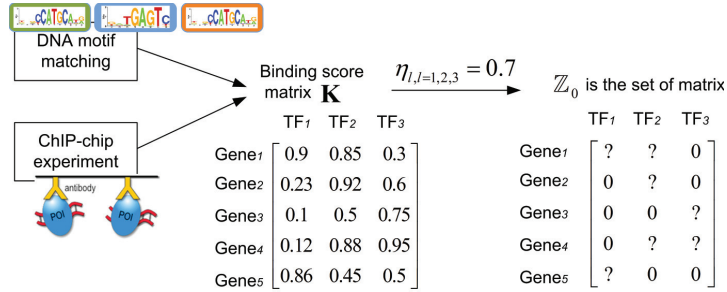 CCATGC
TGAGTC
CCATGC
DNA motif
matching
ChIP-chip
experiment
antibody
POI
POI
Binding score
matrix K
η l,l=1,2,3 = 0.7
ℤ0 is the set of matrix
TF1 TF2 TF3
Gene1 0.9 0.85 0.3
Gene2 0.23 0.92 0.6
Gene3 0.1 0.5 0.75
Gene4 0.12 0.88 0.95
Gene5 0.86 0.45 0.5
TF1 TF2 TF3
Gene1 ? ? 0
Gene2 0 ? 0
Gene3 0 0 ?
Gene4 0 ? ?
Gene5 ? 0 0